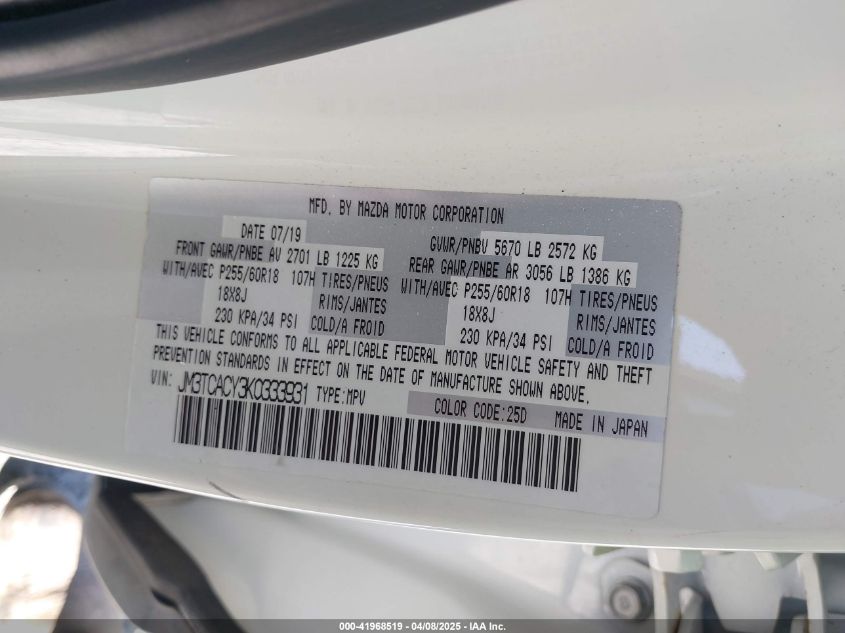 MFD. BY MAZDA MOTOR CORPORATION
DATE 07/19 GVWR/PNBV 5670 LB 2572 KG
FRONT GAWR/PNBE AV 2701 LB 1225 KG REAR GAWR/PNBE AR 3056 LB 1386 KG
WITH/AVEC P255/60R18 107H TIRES/PNEUS WITH/AVEC P255/60R18 107H TIRES/PNEUS
18X8J RIMS/JANTES 18X8J RIMS/JANTES
230 KPA/34 PSI COLD/A FROID 230 KPA/34 PSI COLD/A FROID
THIS VEHICLE CONFORMS TO ALL APPLICABLE FEDERAL MOTOR VEHICLE SAFETY AND THEFT
PREVENTION STANDARDS IN EFFECT ON THE DATE OF MANUFACTURE SHOWN ABOVE.
VIN: JM3TCACY3K0333931 TYPE:MPV
COLOR CODE:25D MADE IN JAPAN
000-41968519 - 04/08/2025 - IAA Inc.